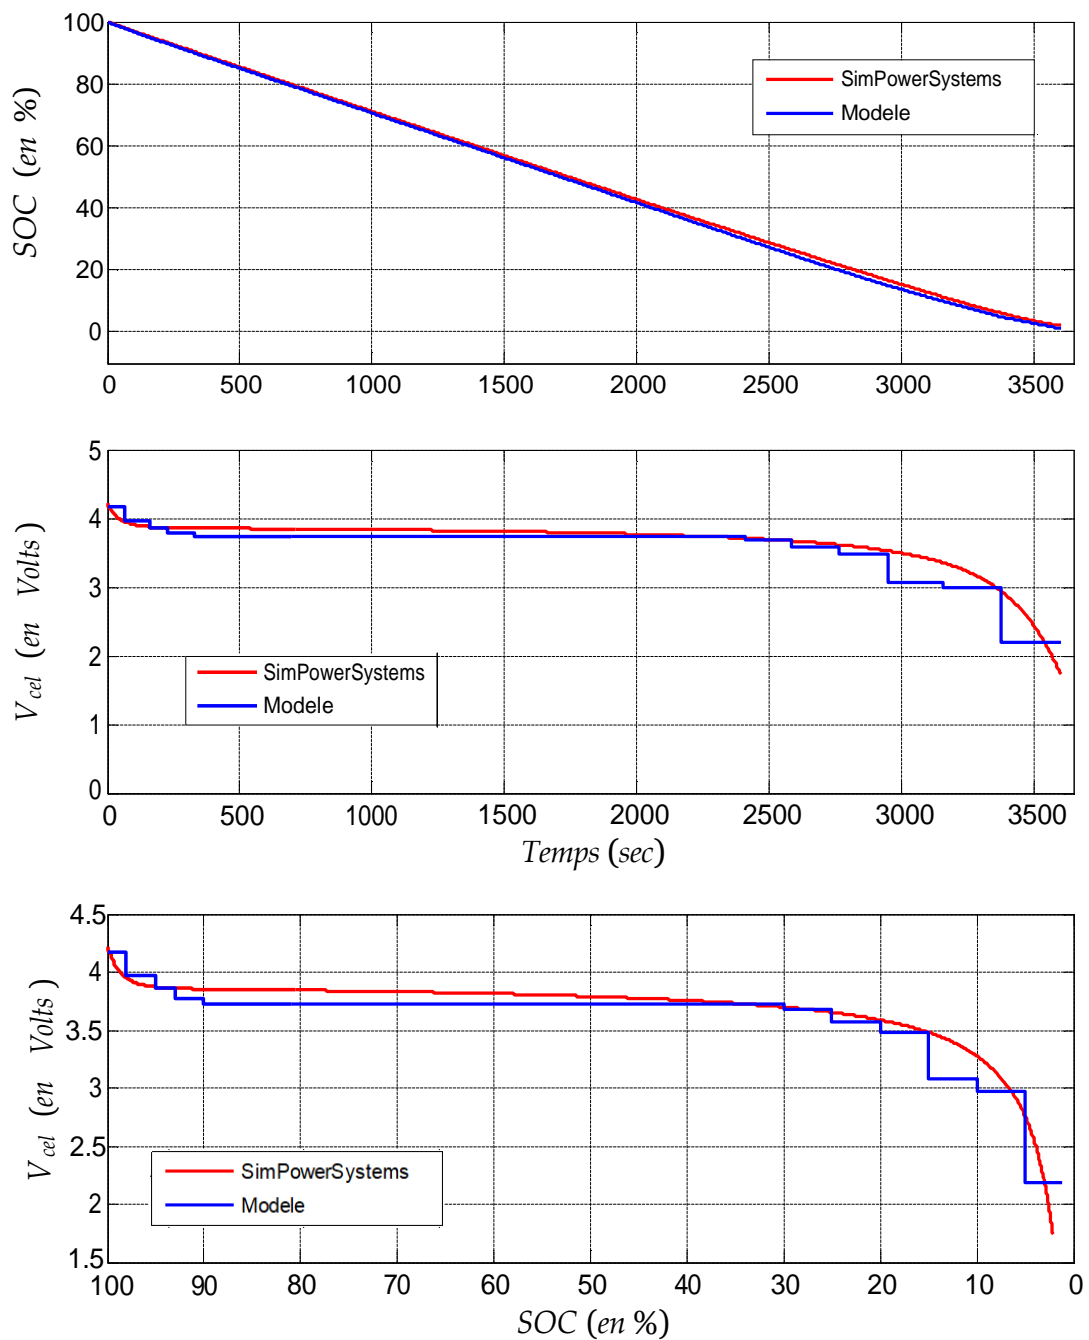 100
80
60
40
20
0
SOC (en %)
SimPowerSystems
Modele
0 500 1000 1500 2000 2500 3000 3500
5
4
3
2
1
0
V cel (en Volts)
SimPowerSystems
Modele
0 500 1000 1500 2000 2500 3000 3500
Temps (sec)
4.5
4
3.5
3
2.5
2
1.5
V cel (en Volts)
SimPowerSystems
Modele
100 90 80 70 60 50 40 30 20 10 0
SOC (en %)